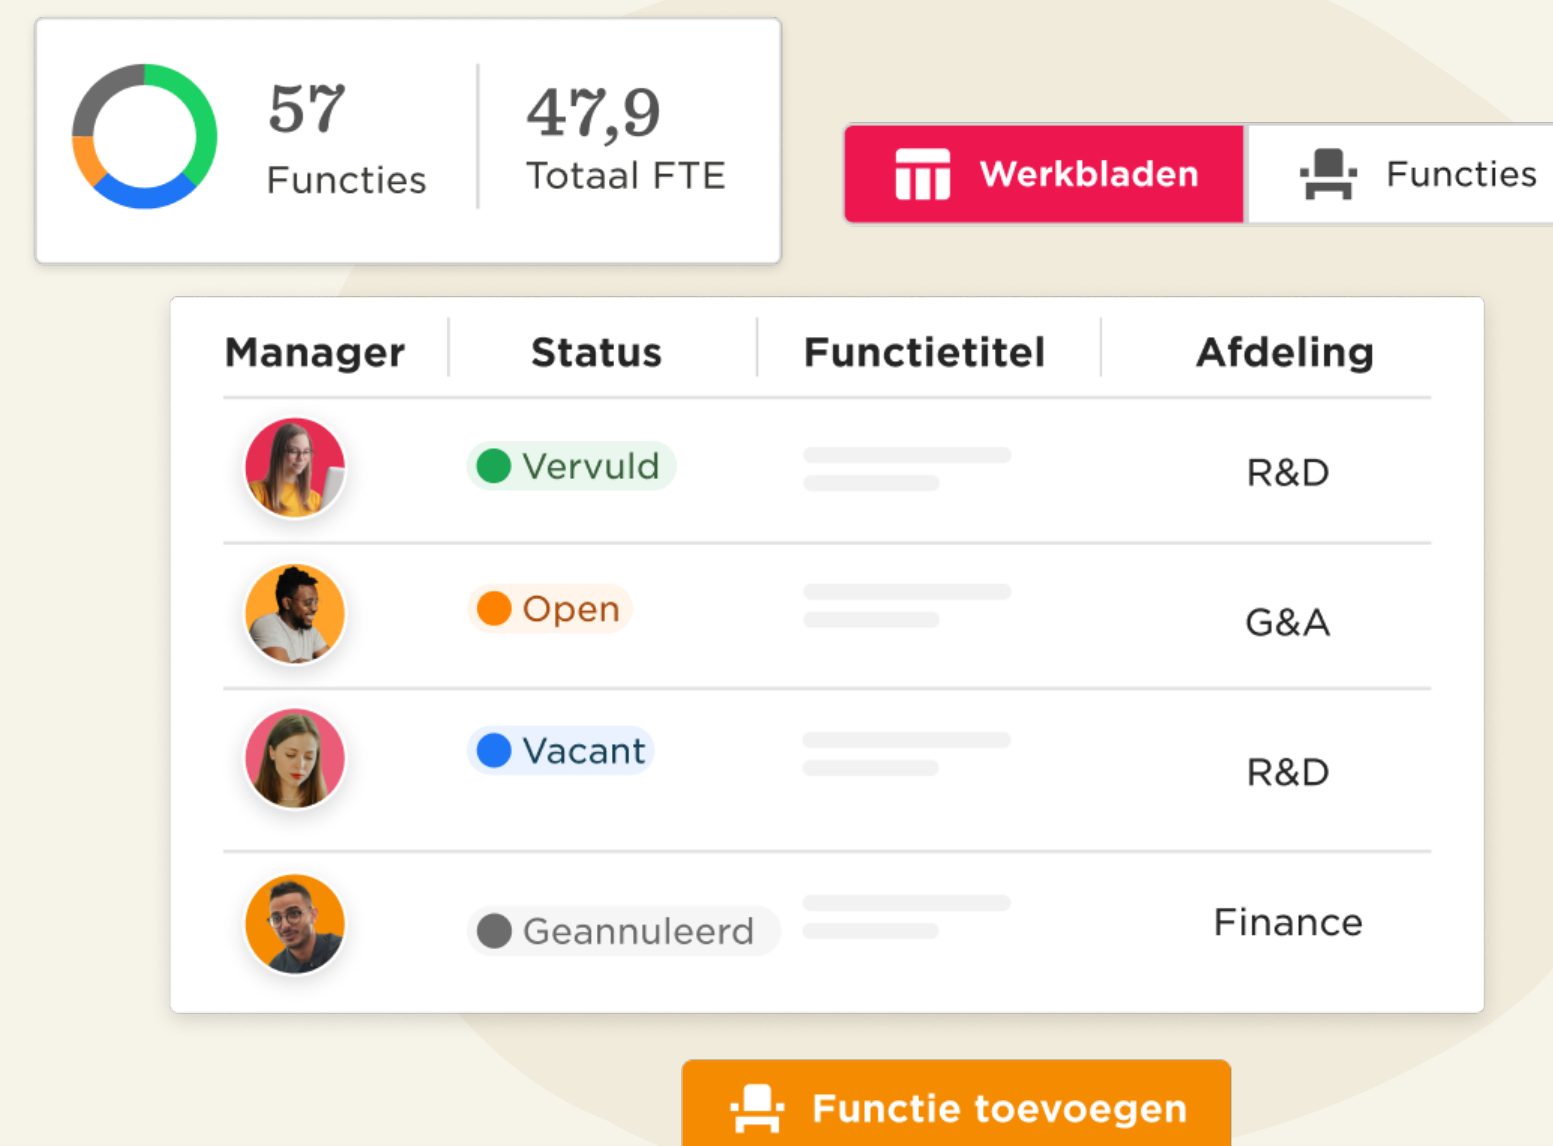 57
Functies
47,9
Totaal FTE
Werkbladen
Functies
Manager Status Functietitel Afdeling
Vervuld R&D
Open G&A
Vacant R&D
Geannuleerd Finance
Functie toevoegen